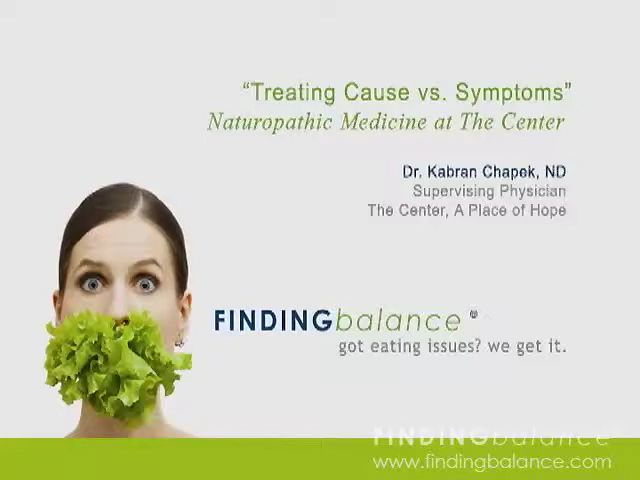 “Treating Cause vs. Symptoms”
Naturopathic Medicine at The Center
Dr. Kabran Chapek, ND
Supervising Physician
The Center, A Place of Hope
FINDINGbalance®
got eating issues? we get it.
FINDINGbalance®
www.findingbalance.com